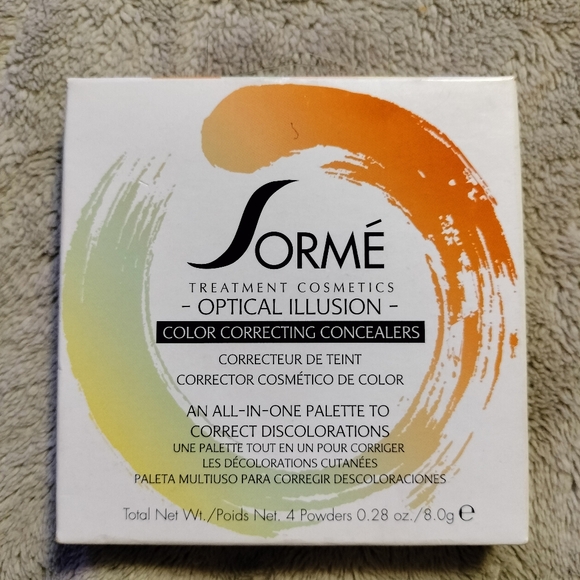 SORMÉ
TREATMENT COSMETICS
- OPTICAL ILLUSION -
COLOR CORRECTING CONCEALERS
CORRECTEUR DE TEINT
CORRECTOR COSMÉTICO DE COLOR
AN ALL-IN-ONE PALETTE TO
CORRECT DISCOLORATIONS
UNE PALETTE TOUT EN UN POUR CORRIGER
LES DÉCOLORATIONS CUTANÉES
PALETA MULTIUSO PARA CORREGIR DESCOLORACIONES
Total Net Wt./Poids Net. 4 Powders 0.28 oz./8.0g ℮